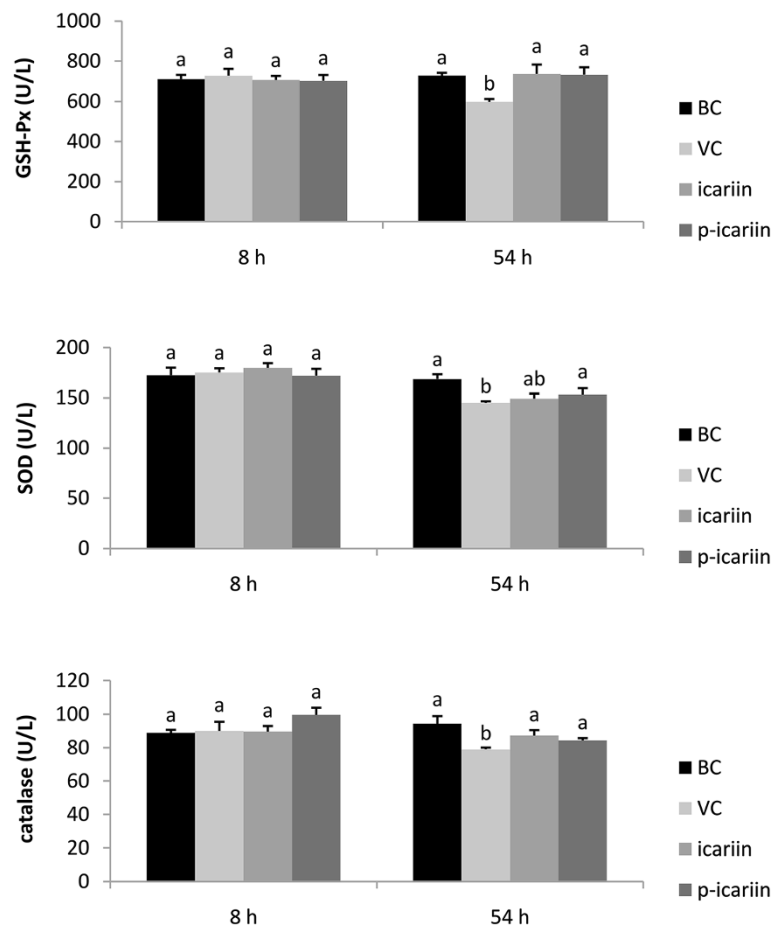 GSH-Px (U/L)
1000
800
600
400
200
0
a a a a a b a a
8 h 54 h
BC
VC
icariin
p-icariin
SOD (U/L)
200
150
100
50
0
a a a a a b ab a
8 h 54 h
BC
VC
icariin
p-icariin
catalase (U/L)
120
100
80
60
40
20
0
a a a a a b a a
8 h 54 h
BC
VC
icariin
p-icariin